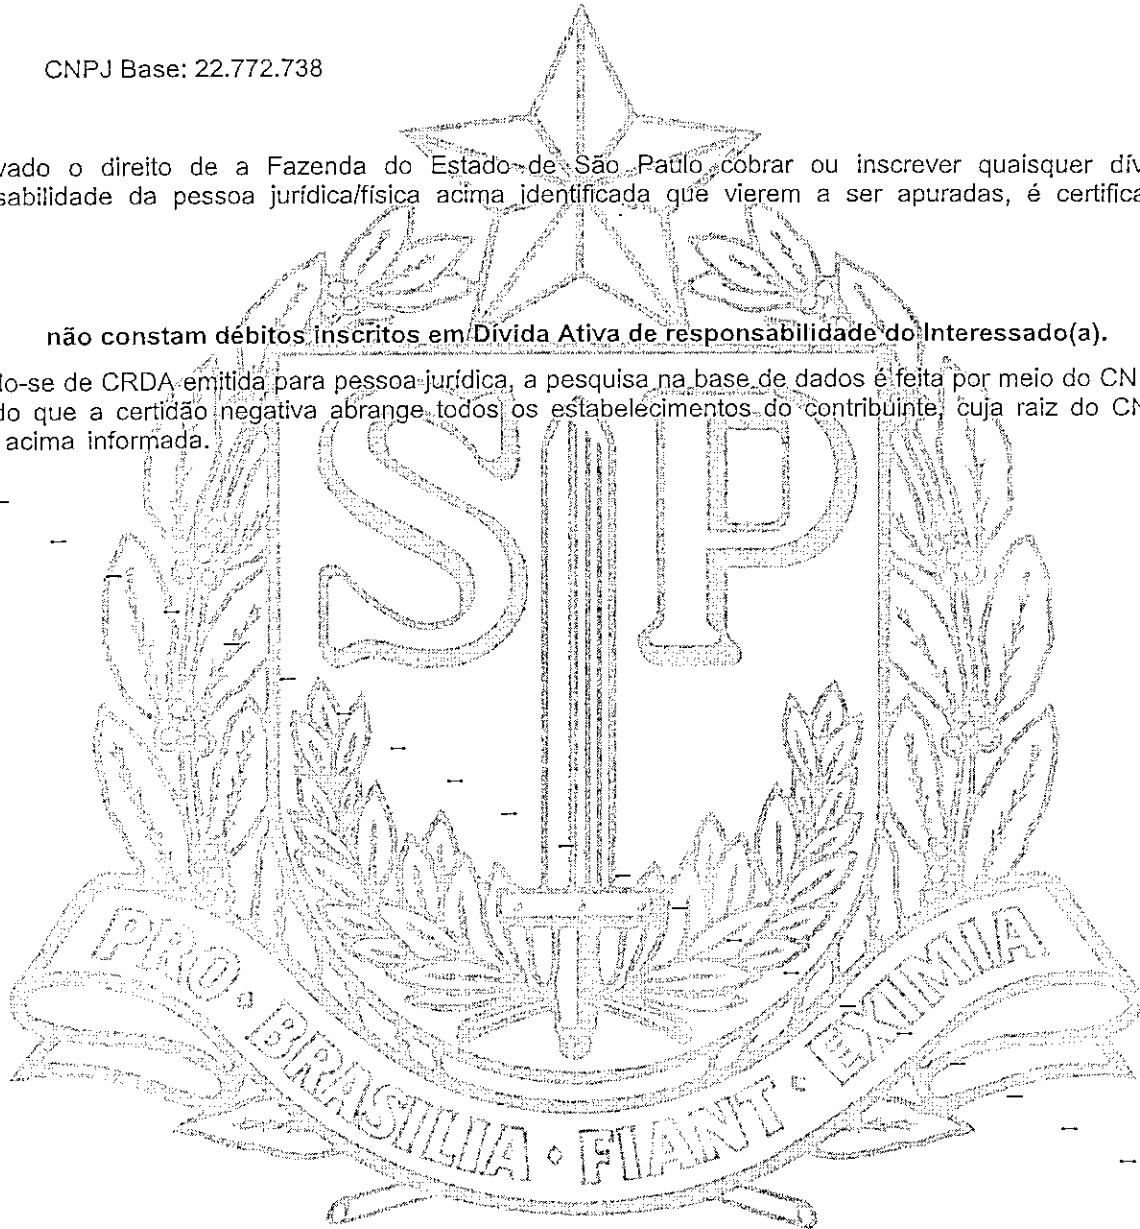 CNPJ Base: 22.772.738
vado o direito de a Fazenda do Estado de São Paulo cobrar ou inscrever quaisquer dív
sabilidade da pessoa jurídica/física acima identificada que vierem a ser apuradas, é certifica
não constam débitos inscritos em Dívida Ativa de responsabilidade do Interessado(a).
do-se de CRDA emitida para pessoa jurídica, a pesquisa na base de dados é feita por meio do CN
do que a certidão negativa abrange todos os estabelecimentos do contribuinte, cuja raiz do CN
acima informada.
SP
PRO · BRASILIA · FIANT · EXIMIA